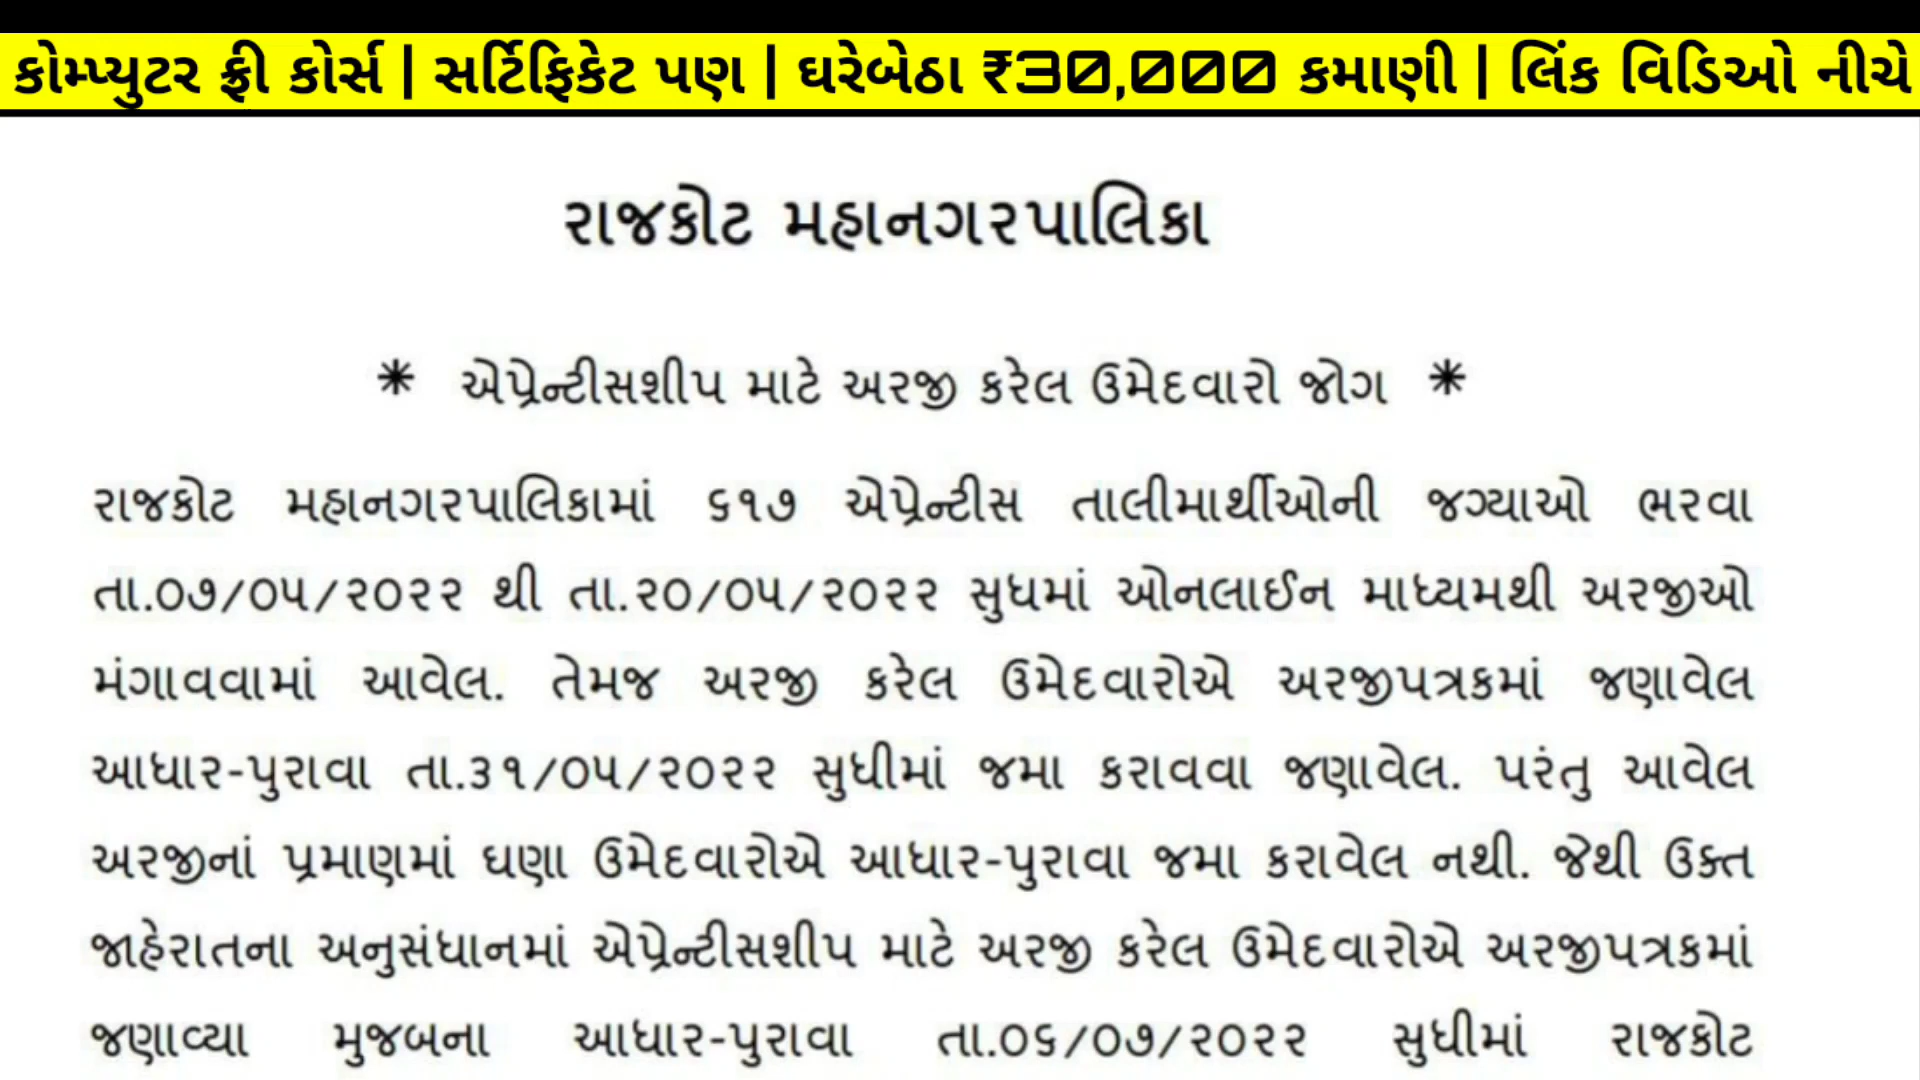 કોમ્પ્યુટર ફ્રી કોર્સ | સર્ટિફિકેટ પણ | ઘરેબેઠા ₹30,000 કમાણી | લિંક વિડિઓ નીચે
રાજકોટ મહાનગરપાલિકા
* એપ્રેન્ટીસશીપ માટે અરજી કરેલ ઉમેદવારો જોગ *
રાજકોટ મહાનગરપાલિકામાં ૬૧૭ એપ્રેન્ટીસ તાલીમાર્થીઓની જગ્યાઓ ભરવા
તા.૦૭/૦૫/૨૦૨૨ થી તા.૨૦/૦૫/૨૦૨૨ સુધમાં ઓનલાઈન માધ્યમથી અરજીઓ
મંગાવવામાં આવેલ. તેમજ અરજી કરેલ ઉમેદવારોએ અરજીપત્રકમાં જણાવેલ
આધાર-પુરાવા તા.૩૧/૦૫/૨૦૨૨ સુધીમાં જમા કરાવવા જણાવેલ. પરંતુ આવેલ
અરજીનાં પ્રમાણમાં ઘણા ઉમેદવારોએ આધાર-પુરાવા જમા કરાવેલ નથી. જેથી ઉક્ત
જાહેરાતના અનુસંધાનમાં એપ્રેન્ટીસશીપ માટે અરજી કરેલ ઉમેદવારોએ અરજીપત્રકમાં
જણાવ્યા મુજબના આધાર-પુરાવા તા.૦૬/૦૭/૨૦૨૨ સુધીમાં રાજકોટ